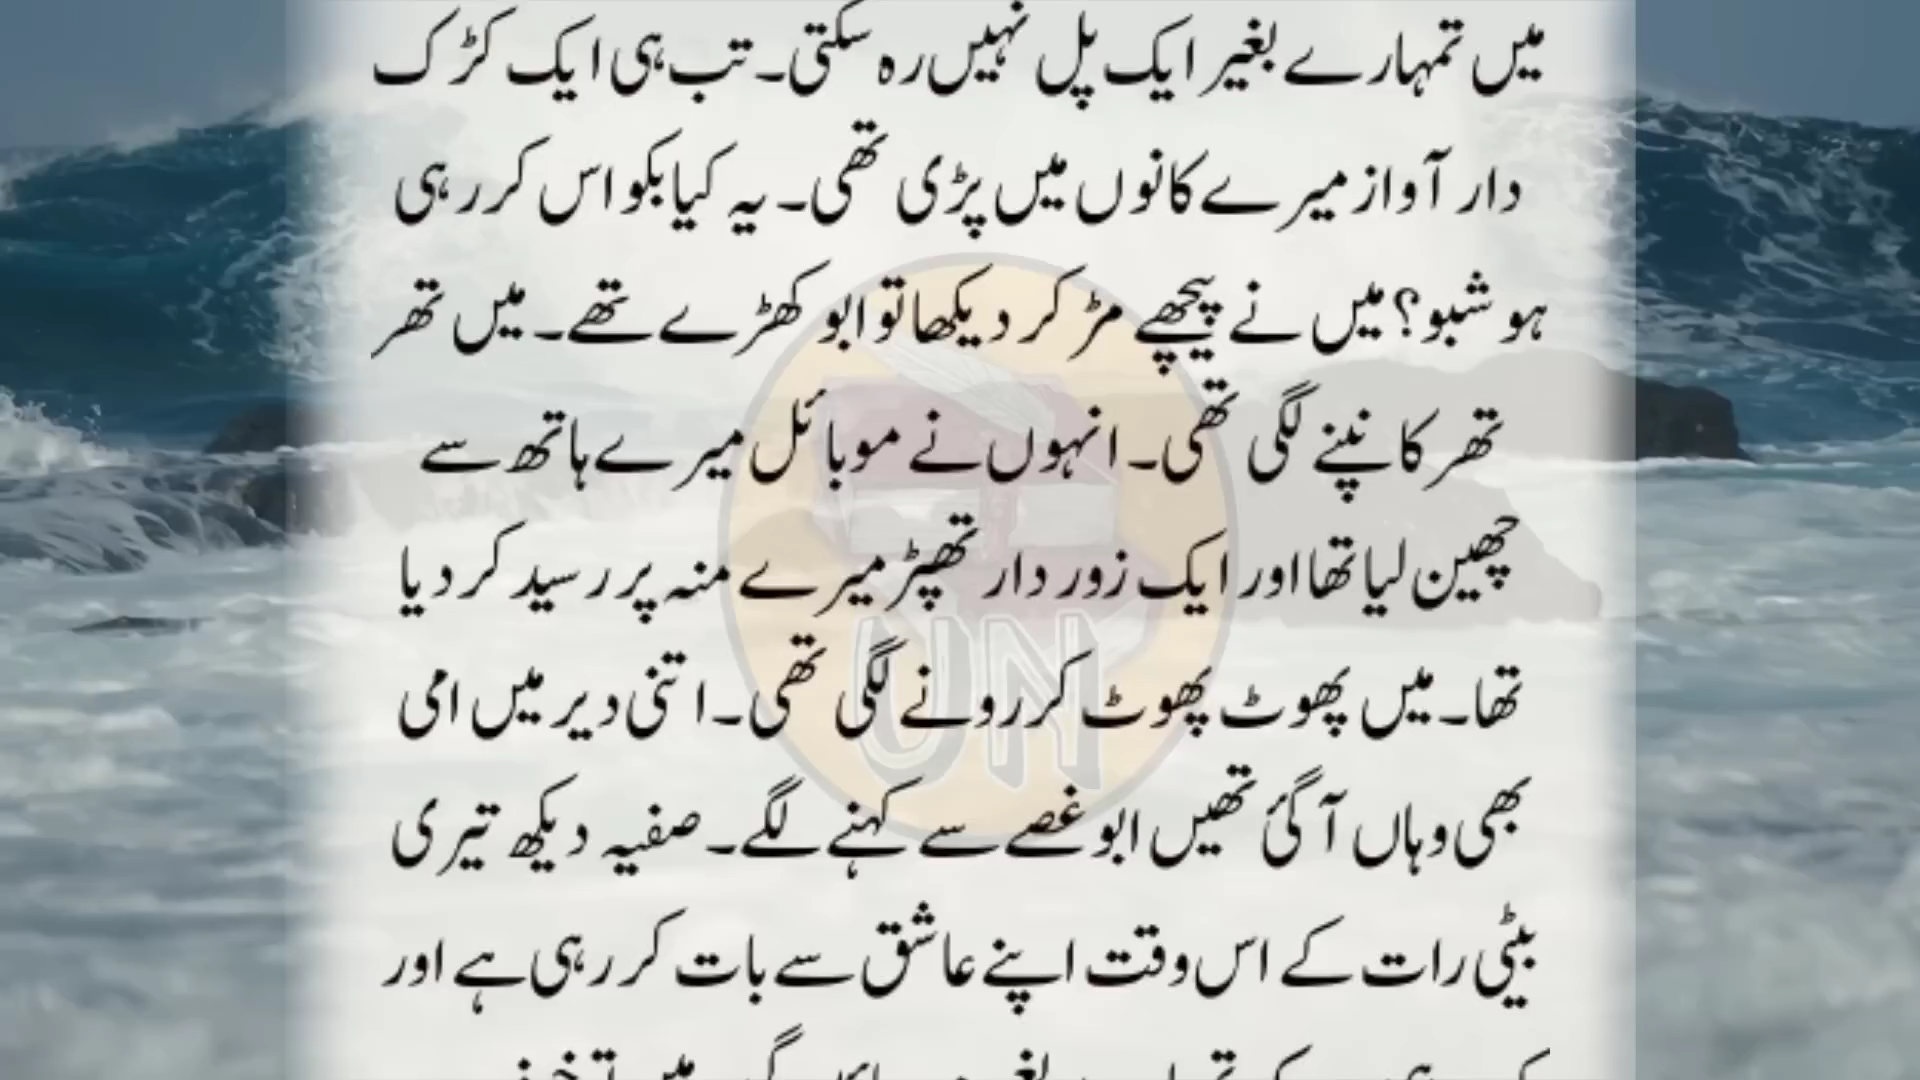 میں تمہارے بغیر ایک پل نہیں رہ سکتی۔ تب ہی ایک کڑک
دار آواز میرے کانوں میں پڑی تھی۔ یہ کیا بکواس کر رہی
ہو شبو؟ میں نے پیچھے مڑ کر دیکھا تو ابو کھڑے تھے۔ میں تھر
تھر کانپنے لگی تھی۔ انہوں نے موبائل میرے ہاتھ سے
چھین لیا تھا اور ایک زور دار تھپڑ میرے منہ پر رسید کر دیا
تھا۔ میں پھوٹ پھوٹ کر رونے لگی تھی۔ اتنی دیر میں امی
بھی وہاں آ گئی تھیں ابو غصے سے کہنے لگے۔ صفیہ دیکھ تیری
بیٹی رات کے اس وقت اپنے عاشق سے بات کر رہی ہے اور
UN